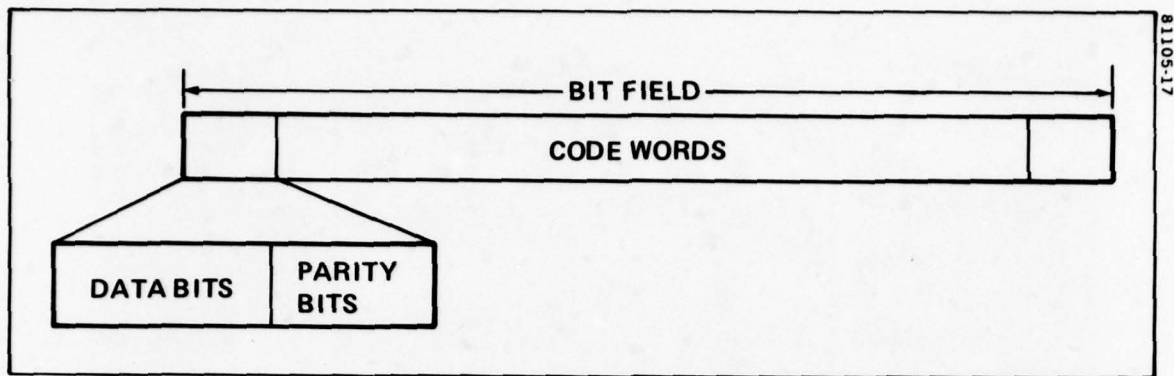 81105-17
BIT FIELD
CODE WORDS
DATA BITS
PARITY
BITS